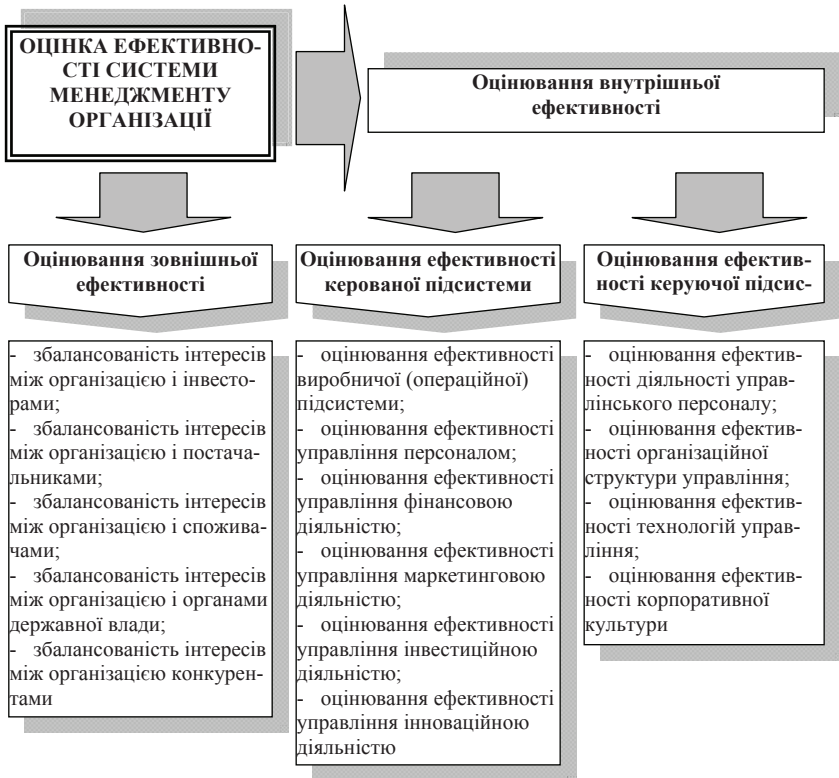 ОЦІНКА ЕФЕКТИВНО-
СТІ СИСТЕМИ
МЕНЕДЖМЕНТУ
ОРГАНІЗАЦІЇ
Оцінювання внутрішньої
ефективності
Оцінювання зовнішньої
ефективності
Оцінювання ефективності
керованої підсистеми
Оцінювання ефектив-
ності керуючої підсис-
- збалансованість інтересів
між організацією і інвесто-
рами;
- збалансованість інтересів
між організацією і постача-
льниками;
- збалансованість інтересів
між організацією і спожива-
чами;
- збалансованість інтересів
між організацією і органами
державної влади;
- збалансованість інтересів
між організацією конкурен-
тами
- оцінювання ефективності
виробничої (операційної)
підсистеми;
- оцінювання ефективності
управління персоналом;
- оцінювання ефективності
управління фінансовою
діяльністю;
- оцінювання ефективності
управління маркетинговою
діяльністю;
- оцінювання ефективності
управління інвестиційною
діяльністю;
- оцінювання ефективності
управління інноваційною
діяльністю
- оцінювання ефектив-
ності діяльності управ-
лінського персоналу;
- оцінювання ефектив-
ності організаційної
структури управління;
- оцінювання ефектив-
ності технологій управ-
ління;
- оцінювання ефектив-
ності корпоративної
культури